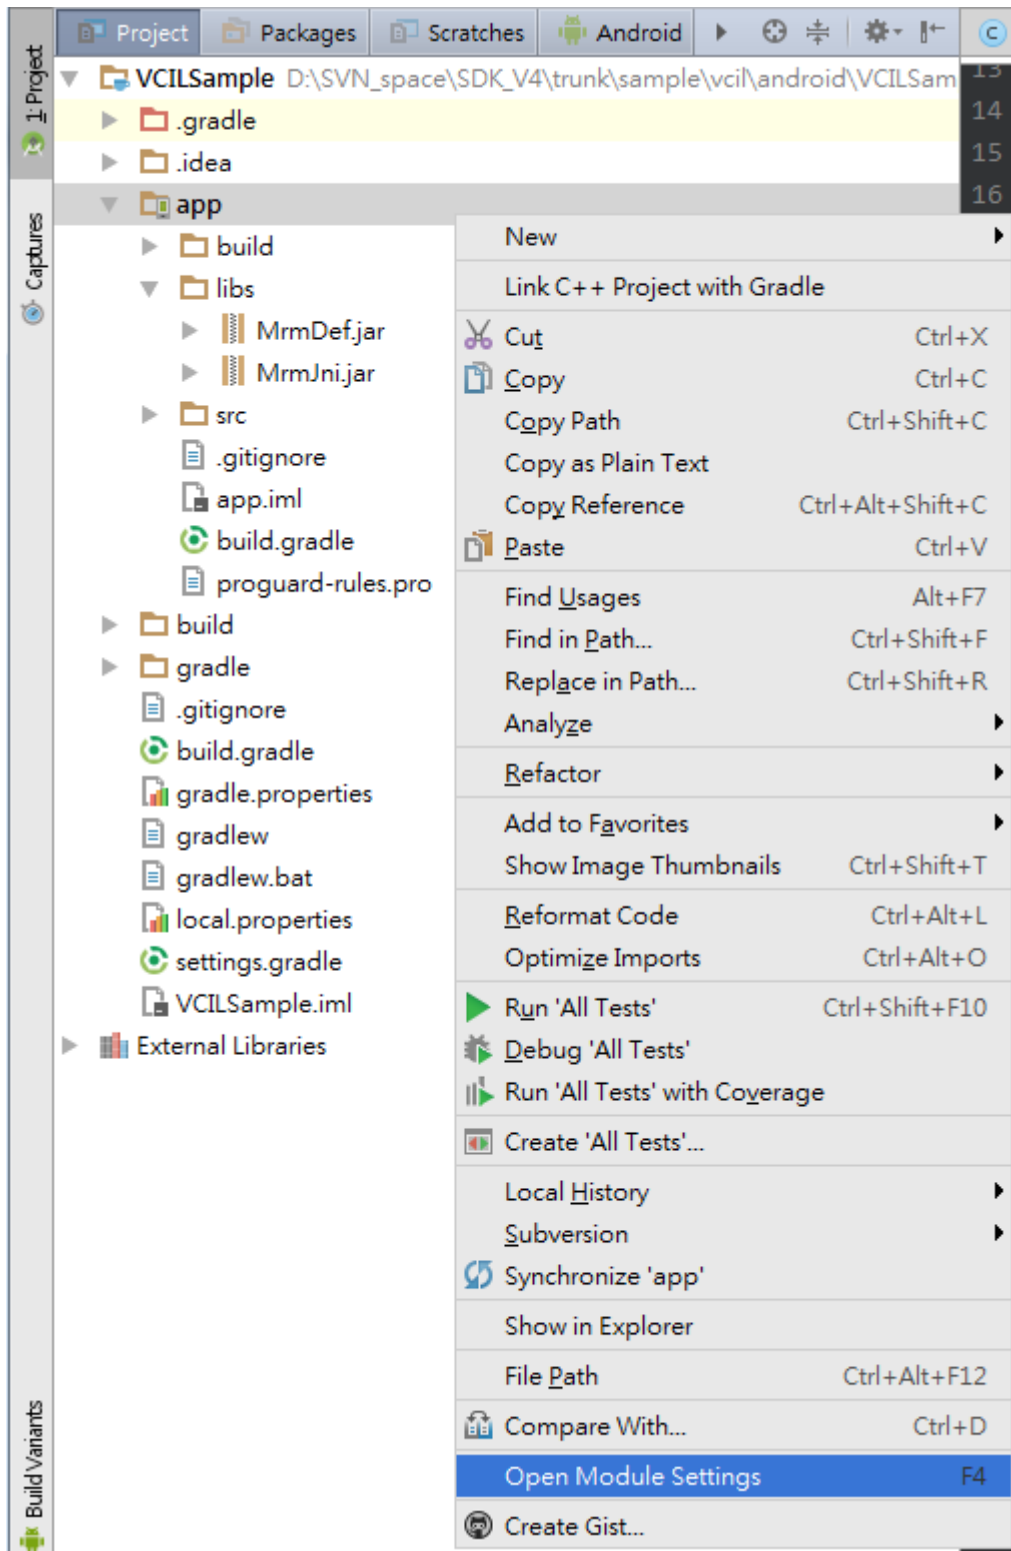 Project Packages Scratches Android
1: Project
Captures
Build Variants
VCILSample D:\SVN_space\SDK_V4\trunk\sample\vcil\android\VCILSam
.gradle
.idea
app
build
libs
MrmDef.jar
MrmJni.jar
src
.gitignore
app.iml
build.gradle
proguard-rules.pro
build
gradle
.gitignore
build.gradle
gradle.properties
gradlew
gradlew.bat
local.properties
settings.gradle
VCILSample.iml
External Libraries
C
13
14
15
16
New
Link C++ Project with Gradle
Cut Ctrl+X
Copy Ctrl+C
Copy Path Ctrl+Shift+C
Copy as Plain Text
Copy Reference Ctrl+Alt+Shift+C
Paste Ctrl+V
Find Usages Alt+F7
Find in Path... Ctrl+Shift+F
Replace in Path... Ctrl+Shift+R
Analyze
Refactor
Add to Favorites
Show Image Thumbnails Ctrl+Shift+T
Reformat Code Ctrl+Alt+L
Optimize Imports Ctrl+Alt+O
Run 'All Tests' Ctrl+Shift+F10
Debug 'All Tests'
Run 'All Tests' with Coverage
Create 'All Tests'...
Local History
Subversion
Synchronize 'app'
Show in Explorer
File Path Ctrl+Alt+F12
Compare With... Ctrl+D
Open Module Settings F4
Create Gist...